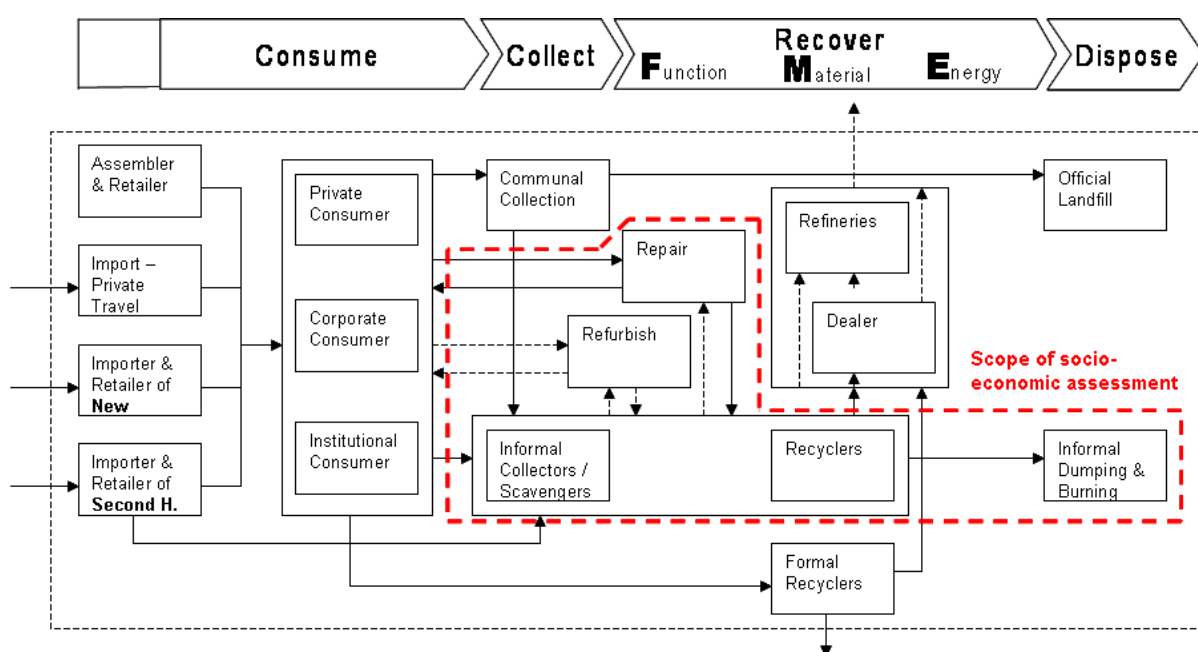 Consume
Collect
Recover
Function
Material
Energy
Dispose
Assembler
& Retailer
Import –
Private
Travel
Importer &
Retailer of
New
Importer &
Retailer of
Second H.
Private
Consumer
Corporate
Consumer
Institutional
Consumer
Communal
Collection
Repair
Refurbish
Informal
Collectors /
Scavengers
Recyclers
Refineries
Dealer
Formal
Recyclers
Official
Landfill
Scope of socio-
economic assessment
Informal
Dumping &
Burning